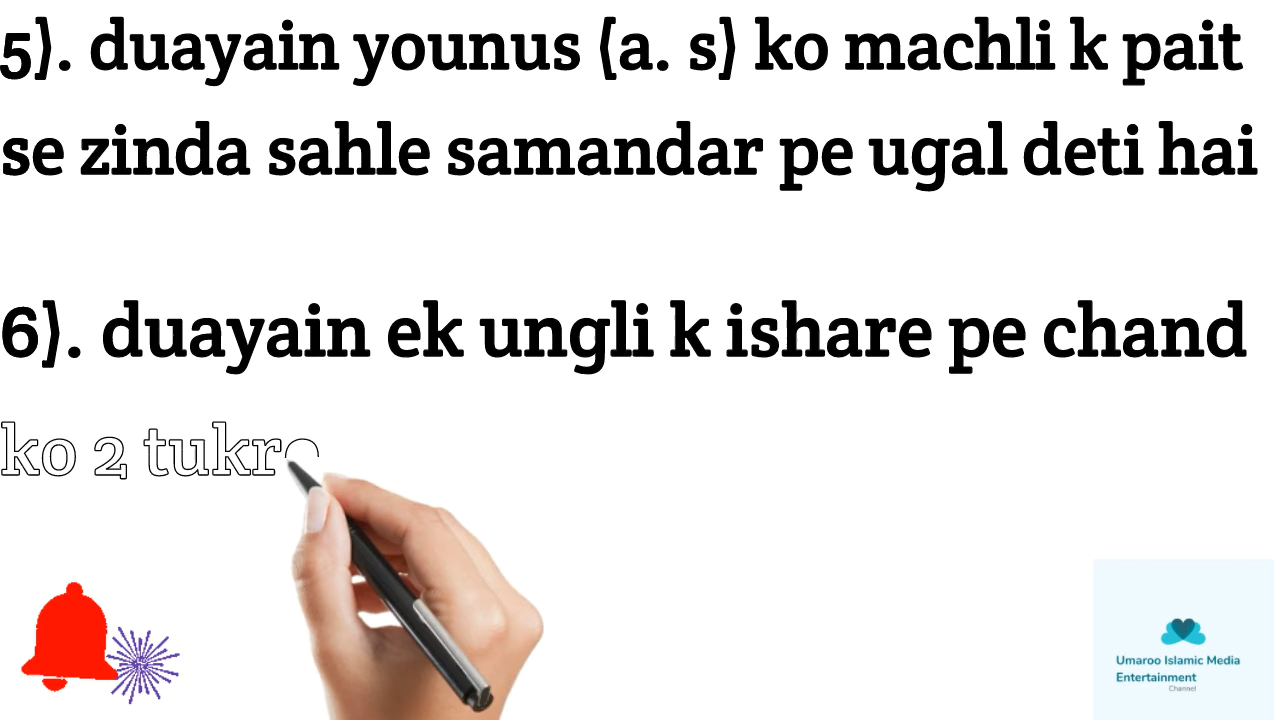 5). duayain younus (a. s) ko machli k pait
se zinda sahle samandar pe ugal deti hai
6). duayain ek ungli k ishare pe chand
ko 2 tukre
Umaroo Islamic Media
Entertainment
Channel